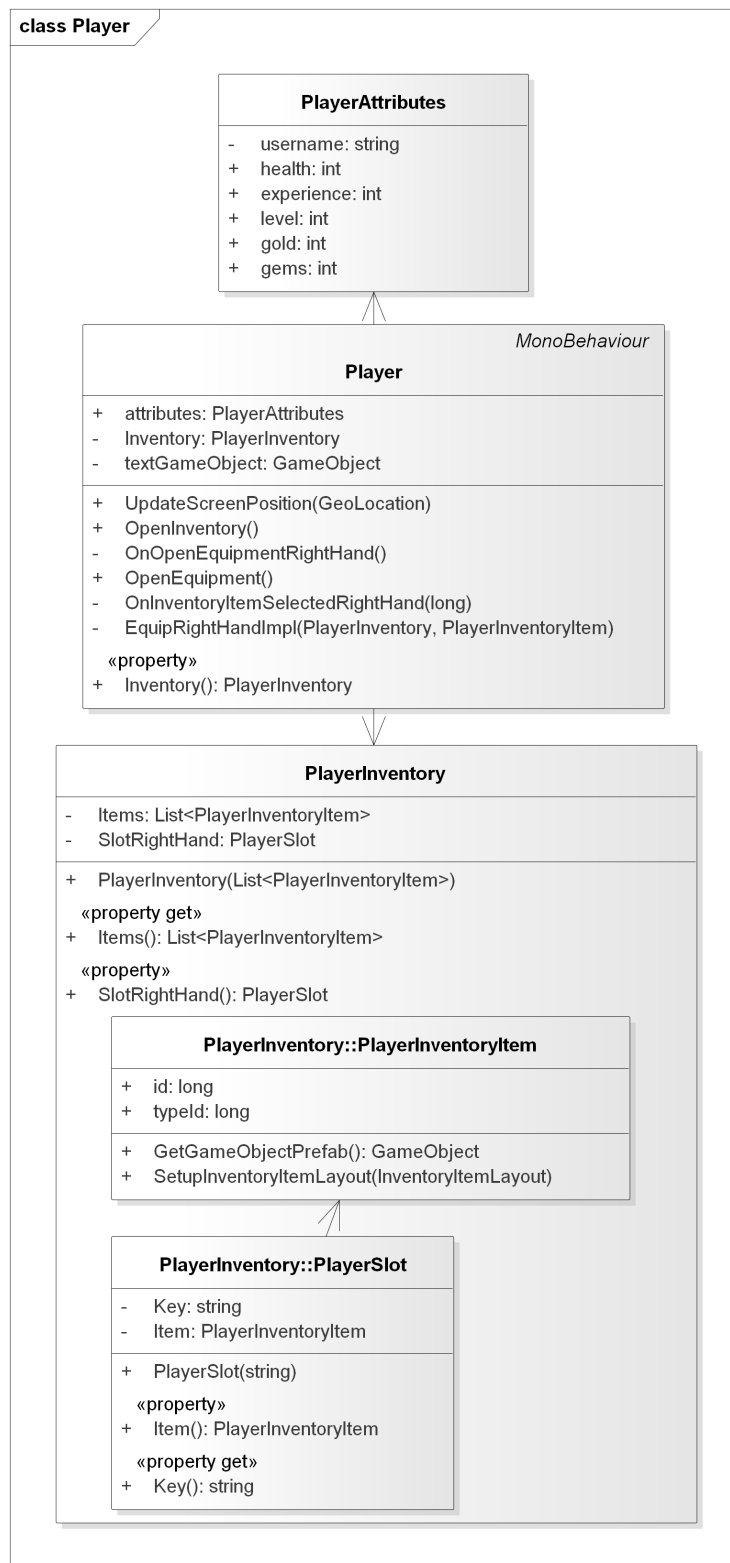 class Player
PlayerAttributes
- username: string
+ health: int
+ experience: int
+ level: int
+ gold: int
+ gems: int
MonoBehaviour
Player
+ attributes: PlayerAttributes
- Inventory: PlayerInventory
- textGameObject: GameObject
+ UpdateScreenPosition(GeoLocation)
+ OpenInventory()
- OnOpenEquipmentRightHand()
+ OpenEquipment()
- OnInventoryItemSelectedRightHand(long)
- EquipRightHandImpl(PlayerInventory, PlayerInventoryItem)
«property»
+ Inventory(): PlayerInventory
PlayerInventory
- Items: List<PlayerInventoryItem>
- SlotRightHand: PlayerSlot
+ PlayerInventory(List<PlayerInventoryItem>)
«property get»
+ Items(): List<PlayerInventoryItem>
«property»
+ SlotRightHand(): PlayerSlot
PlayerInventory::PlayerInventoryItem
+ id: long
+ typeId: long
+ GetGameObjectPrefab(): GameObject
+ SetupInventoryItemLayout(InventoryItemLayout)
PlayerInventory::PlayerSlot
- Key: string
- Item: PlayerInventoryItem
+ PlayerSlot(string)
«property»
+ Item(): PlayerInventoryItem
«property get»
+ Key(): string